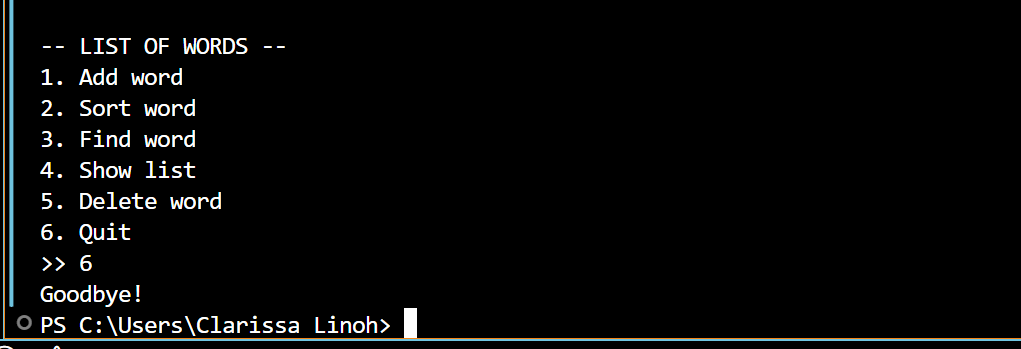 -- LIST OF WORDS --
1. Add word
2. Sort word
3. Find word
4. Show list
5. Delete word
6. Quit
>> 6
Goodbye!
PS C:\Users\Clarissa Linoh>